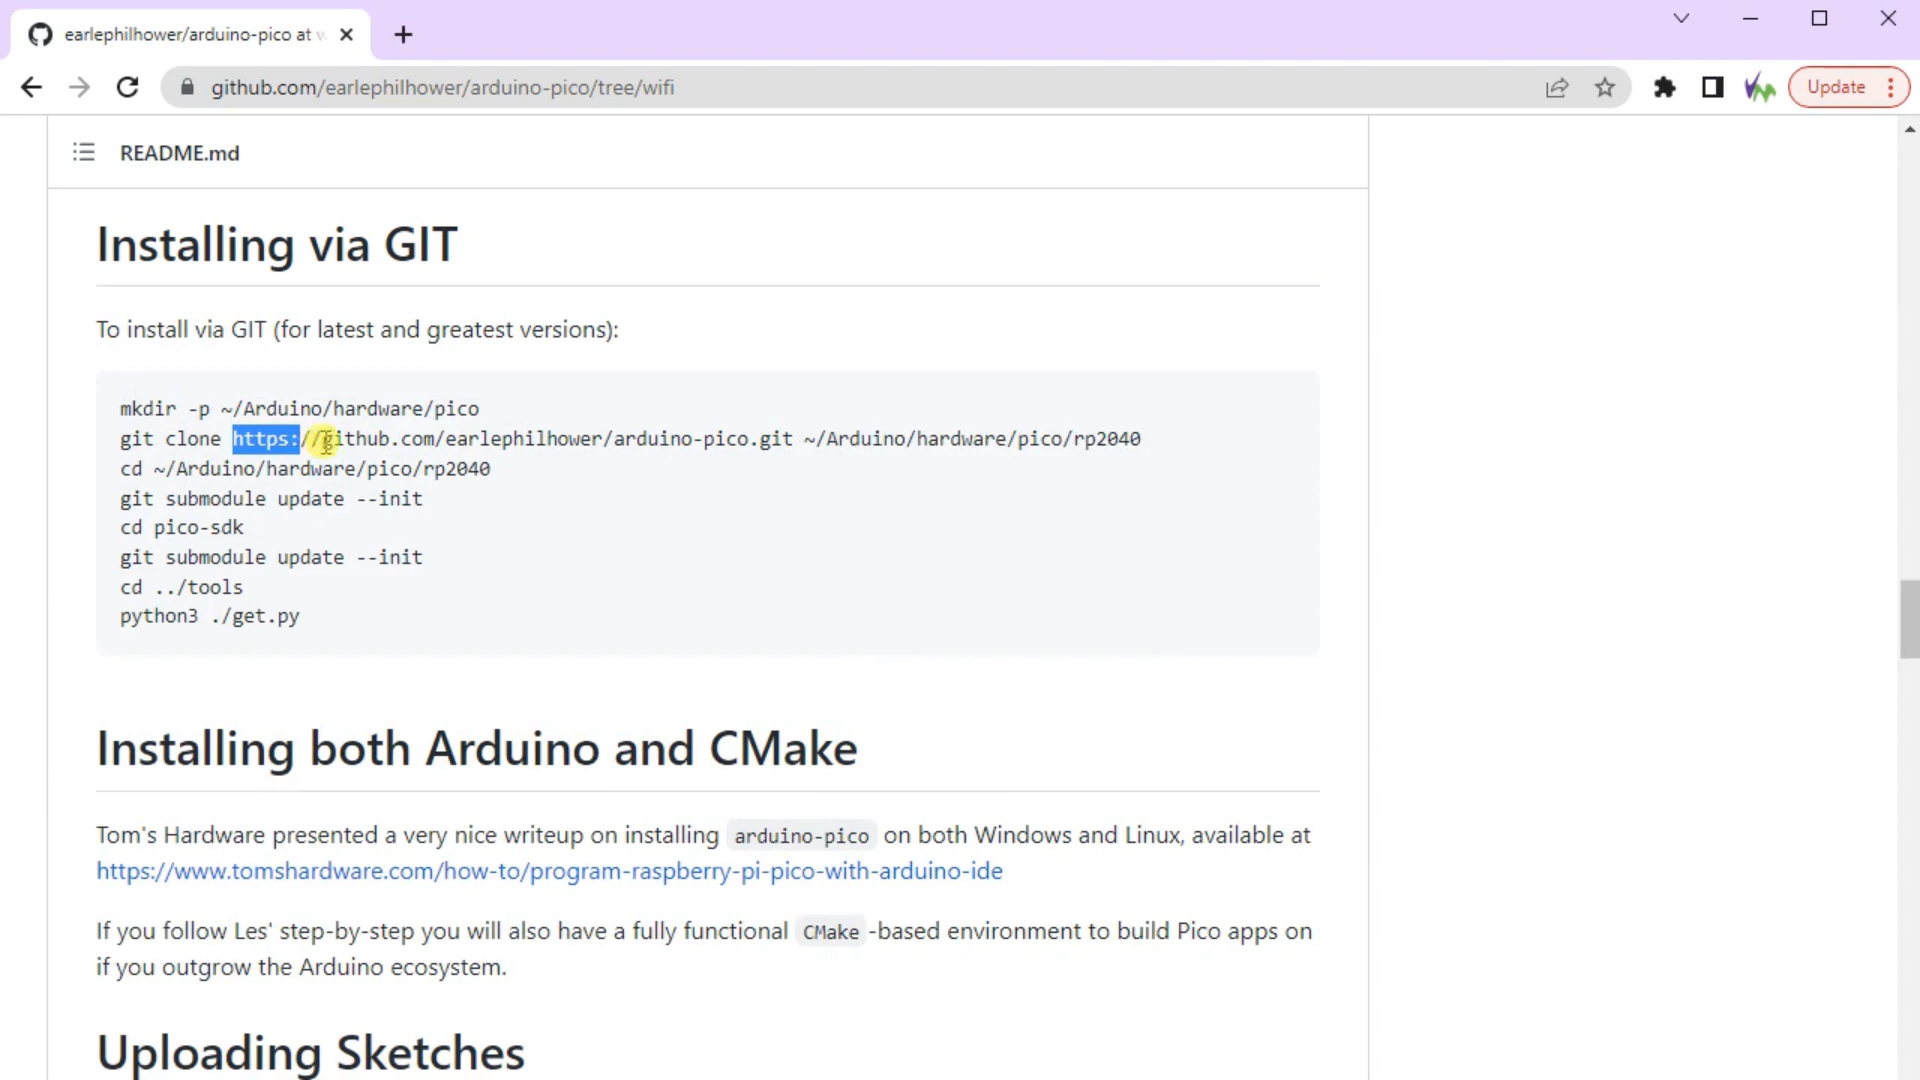 earlephilhower/arduino-pico at
github.com/earlephilhower/arduino-pico/tree/wifi
Update
README.md
Installing via GIT
To install via GIT (for latest and greatest versions):
mkdir -p ~/Arduino/hardware/pico
git clone https://github.com/earlephilhower/arduino-pico.git ~/Arduino/hardware/pico/rp2040
cd ~/Arduino/hardware/pico/rp2040
git submodule update --init
cd pico-sdk
git submodule update --init
cd ../tools
python3 ./get.py
Installing both Arduino and CMake
Tom's Hardware presented a very nice writeup on installing arduino-pico on both Windows and Linux, available at
https://www.tomshardware.com/how-to/program-raspberry-pi-pico-with-arduino-ide
If you follow Les' step-by-step you will also have a fully functional CMake -based environment to build Pico apps on
if you outgrow the Arduino ecosystem.
Uploading Sketches